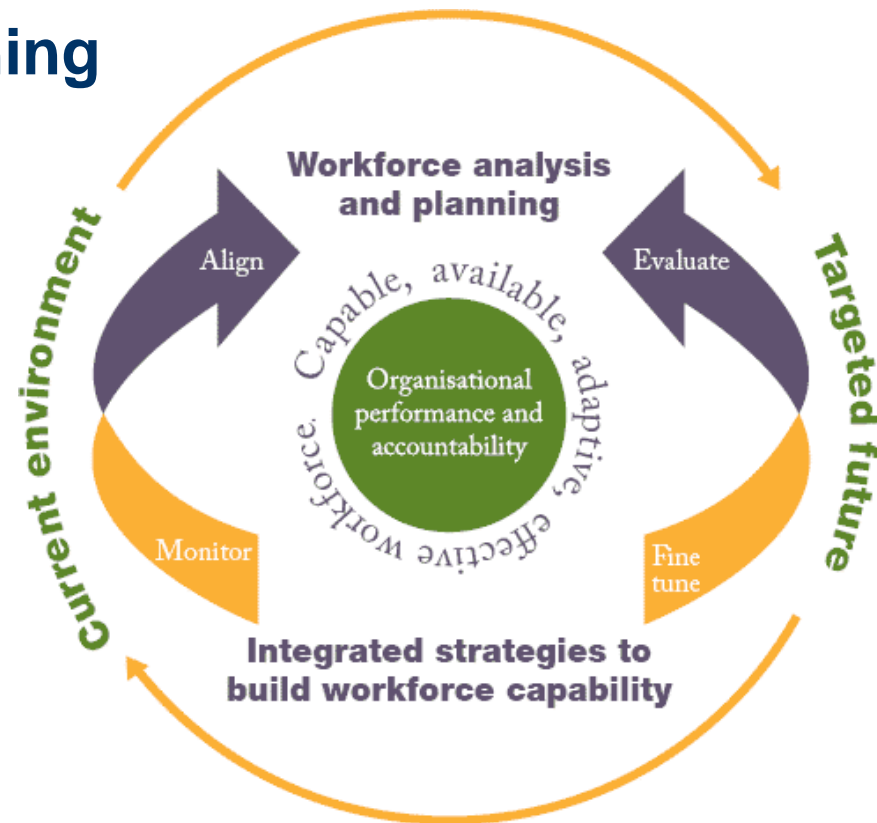 ning
Workforce analysis
and planning
Align
Evaluate
Current environment
Targeted future
Capable, available, adaptive, effective workforce.
Organisational
performance and
accountability
Monitor
Fine
tune
Integrated strategies to
build workforce capability